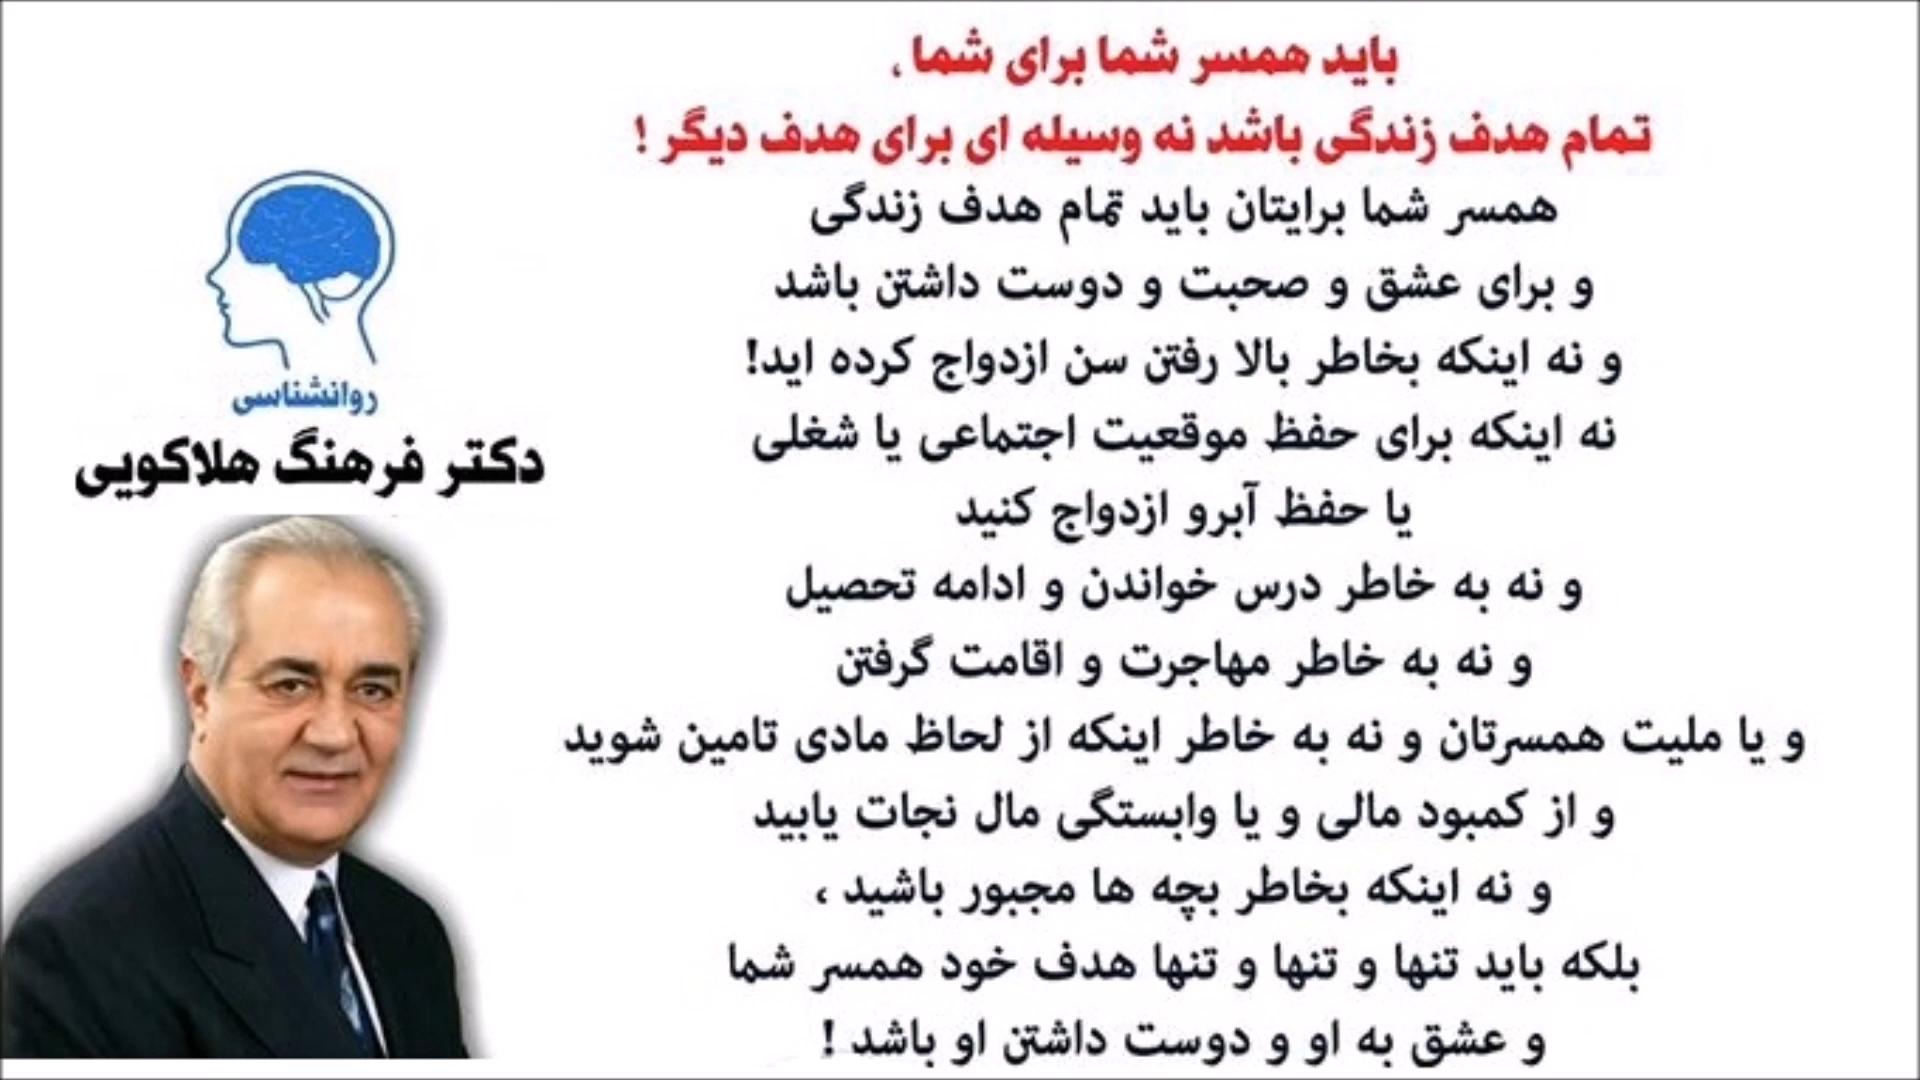 باید همسر شما برای شما ،
تمام هدف زندگی باشد نه وسیله ای برای هدف دیگر !
همسر شما برایتان باید تمام هدف زندگی
و برای عشق و صحبت و دوست داشتن باشد
و نه اینکه بخاطر بالا رفتن سن ازدواج کرده اید!
نه اینکه برای حفظ موقعیت اجتماعی یا شغلی
یا حفظ آبرو ازدواج کنید
و نه به خاطر درس خواندن و ادامه تحصیل
و نه به خاطر مهاجرت و اقامت گرفتن
و یا ملیت همسرتان و نه به خاطر اینکه از لحاظ مادی تامین شوید
و از کمبود مالی و یا وابستگی مال نجات یابید
و نه اینکه بخاطر بچه ها مجبور باشید ،
بلکه باید تنها و تنها و تنها هدف خود همسر شما
و عشق به او و دوست داشتن او باشد !
روانشناسی
دکتر فرهنگ هلاکویی